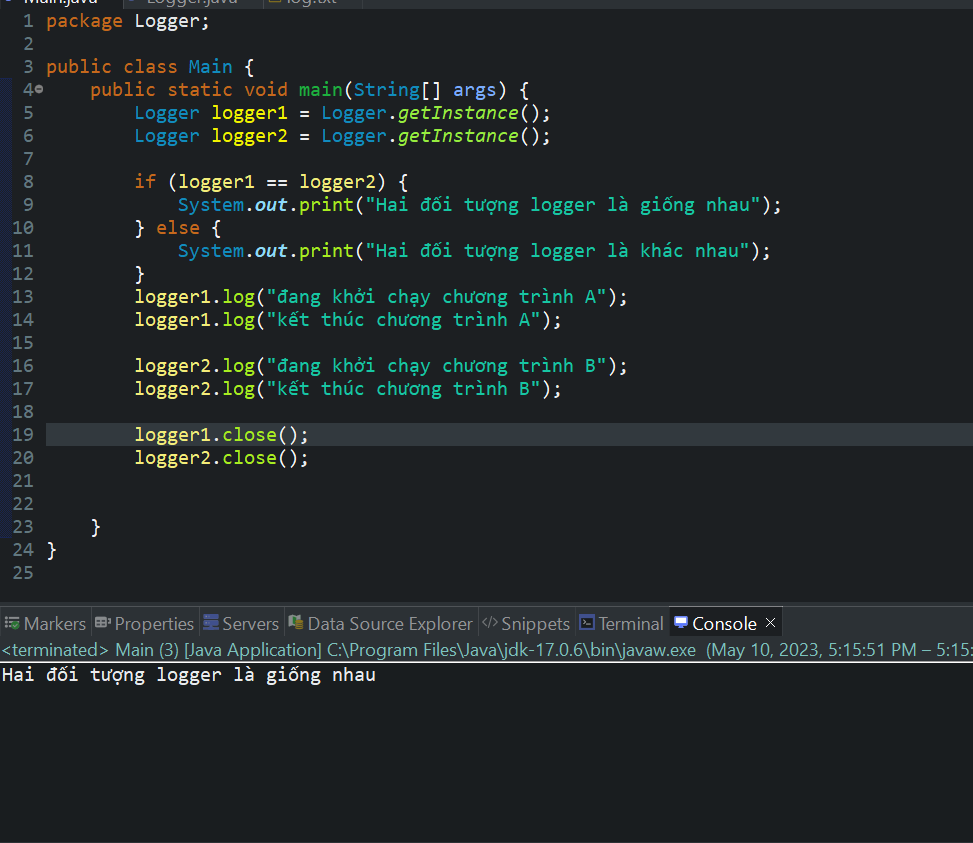 Main.java Logger.java log.txt
1 package Logger;
2
3 public class Main {
4 public static void main(String[] args) {
5 Logger logger1 = Logger.getInstance();
6 Logger logger2 = Logger.getInstance();
7
8 if (logger1 == logger2) {
9 System.out.print("Hai đối tượng logger là giống nhau");
10 } else {
11 System.out.print("Hai đối tượng logger là khác nhau");
12 }
13 logger1.log("đang khởi chạy chương trình A");
14 logger1.log("kết thúc chương trình A");
15
16 logger2.log("đang khởi chạy chương trình B");
17 logger2.log("kết thúc chương trình B");
18
19 logger1.close();
20 logger2.close();
21
22
23 }
24 }
25
Markers Properties Servers Data Source Explorer Snippets Terminal Console
<terminated> Main (3) [Java Application] C:\Program Files\Java\jdk-17.0.6\bin\javaw.exe (May 10, 2023, 5:15:51 PM – 5:15:
Hai đối tượng logger là giống nhau